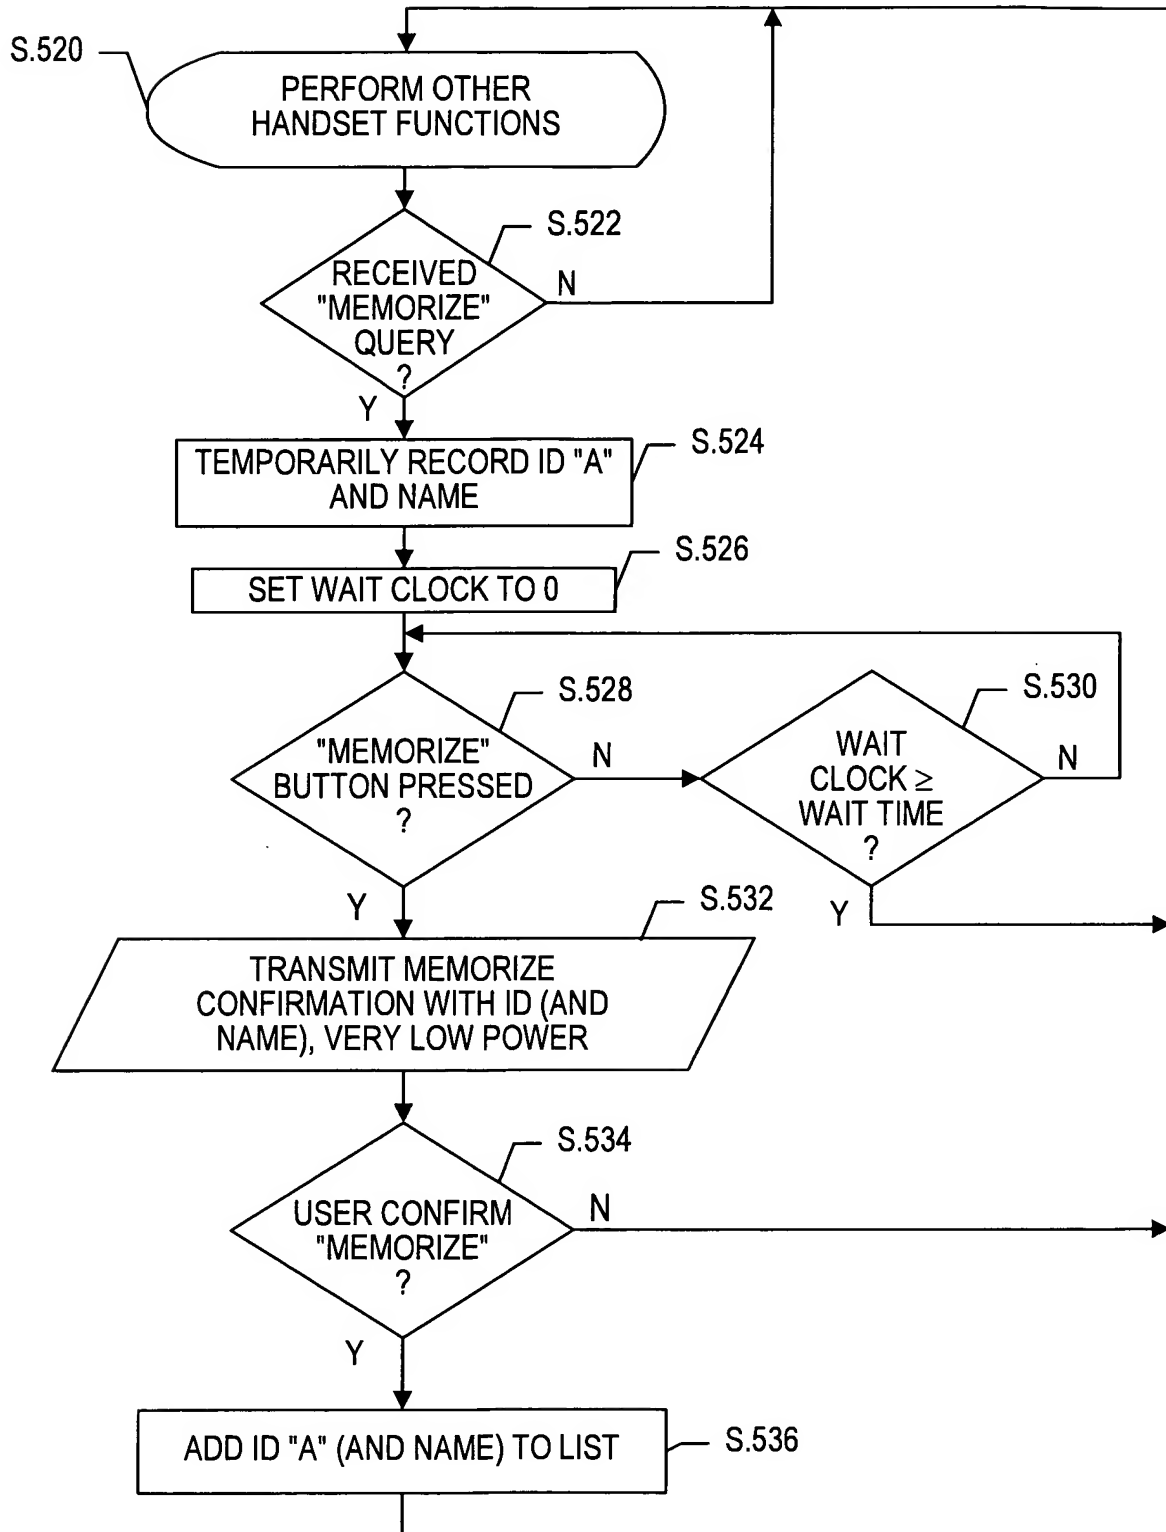 S.520
PERFORM OTHER
HANDSET FUNCTIONS
S.522
RECEIVED
"MEMORIZE"
QUERY
?
N
Y
S.524
TEMPORARILY RECORD ID "A"
AND NAME
S.526
SET WAIT CLOCK TO 0
S.528
"MEMORIZE"
BUTTON PRESSED
?
N
S.530
WAIT
CLOCK ≥
WAIT TIME
?
N
Y
Y
S.532
TRANSMIT MEMORIZE
CONFIRMATION WITH ID (AND
NAME), VERY LOW POWER
S.534
USER CONFIRM
"MEMORIZE"
?
N
Y
ADD ID "A" (AND NAME) TO LIST
S.536